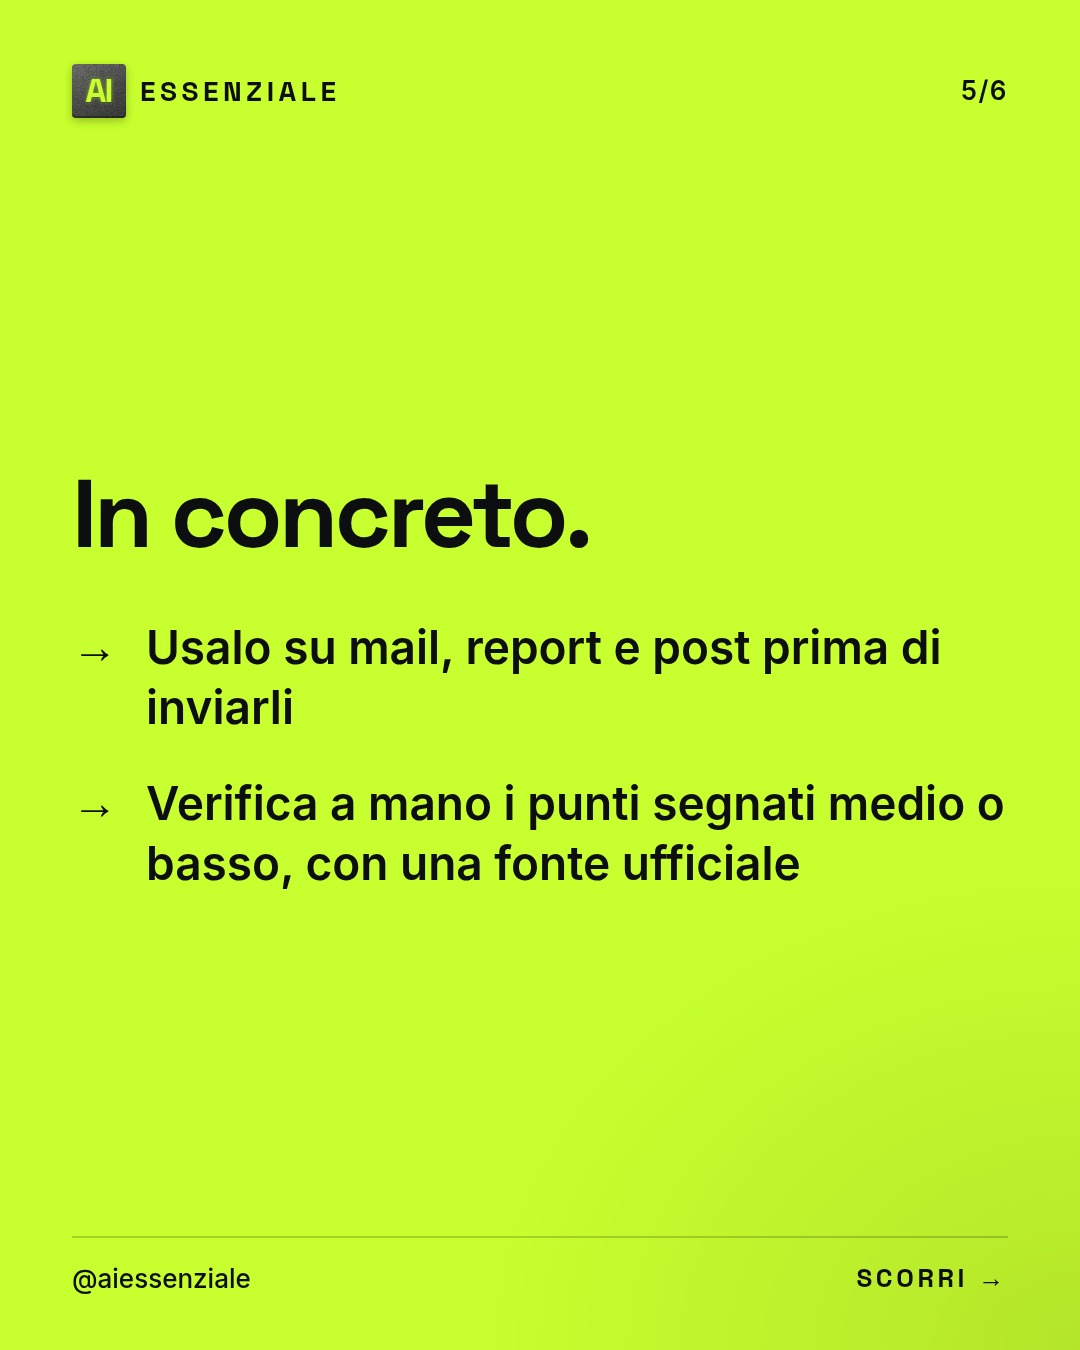 AI ESSENZIALE
5/6
In concreto.
→ Usalo su mail, report e post prima di
inviarli
→ Verifica a mano i punti segnati medio o
basso, con una fonte ufficiale
@aiessenziale
SCORRI →